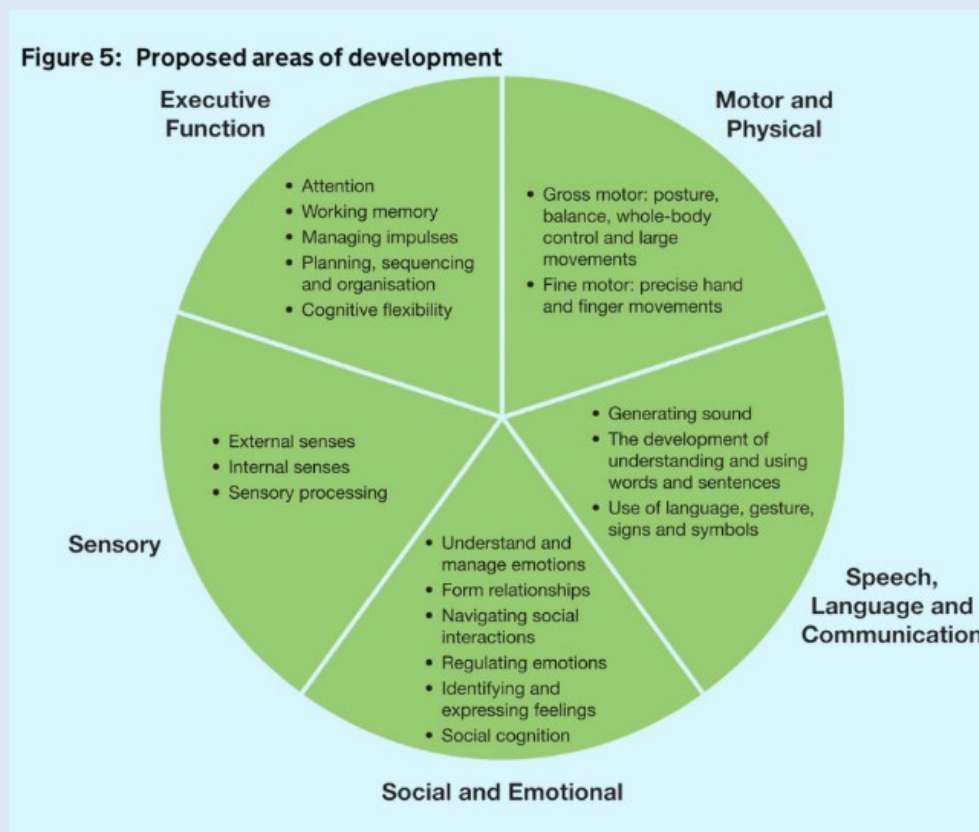 Figure 5: Proposed areas of development
Executive
Function
• Attention
• Working memory
• Managing impulses
• Planning, sequencing
and organisation
• Cognitive flexibility
Motor and
Physical
• Gross motor: posture,
balance, whole-body
control and large
movements
• Fine motor: precise hand
and finger movements
• Generating sound
• The development of
understanding and using
words and sentences
• Use of language, gesture,
signs and symbols
Speech,
Language and
Communication
• Understand and
manage emotions
• Form relationships
• Navigating social
interactions
• Regulating emotions
• Identifying and
expressing feelings
• Social cognition
Social and Emotional
• External senses
• Internal senses
• Sensory processing
Sensory